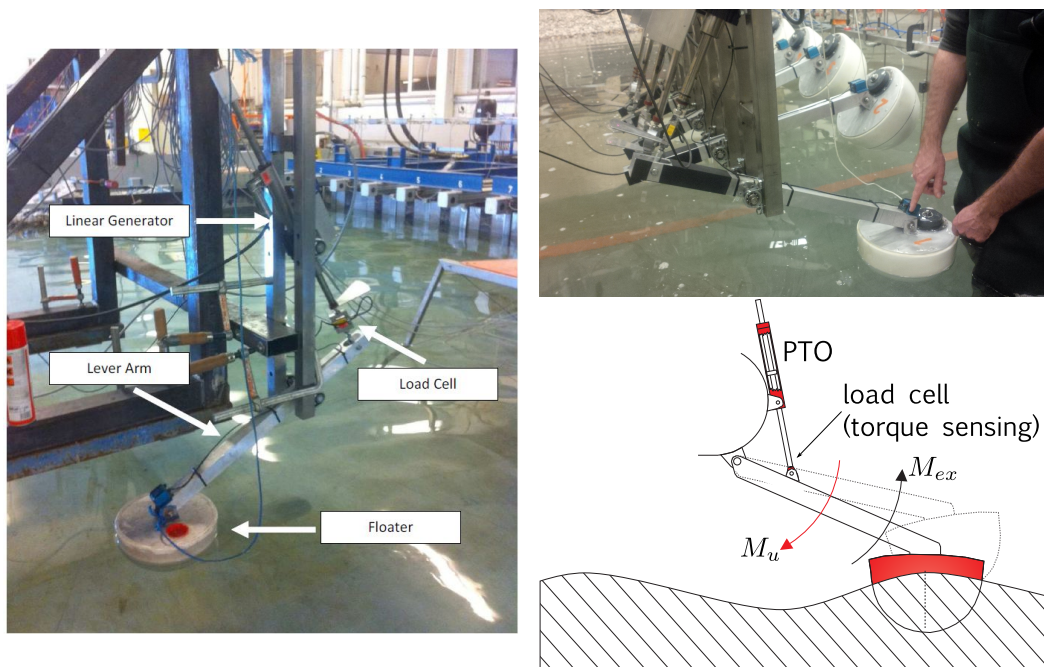 Linear Generator
Lever Arm
Load Cell
Floater
PTO
load cell
(torque sensing)
M_ex
M_u